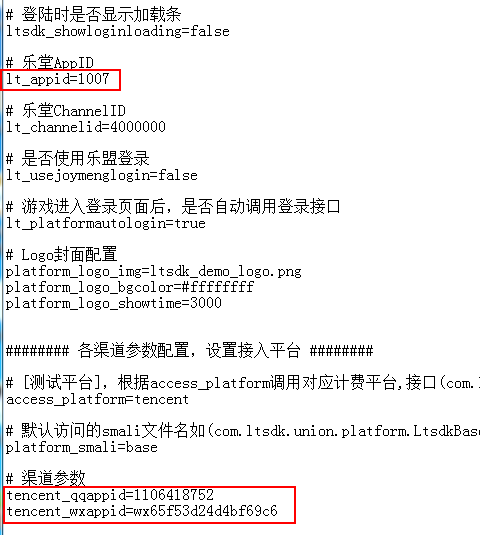 # 登陆时是否显示加载条
ltsdk_showloginloading=false
# 乐堂AppID
lt_appid=1007
# 乐堂ChannelID
lt_channelid=4000000
# 是否使用乐盟登录
lt_usejoymenglogin=false
# 游戏进入登录页面后，是否自动调用登录接口
lt_platformautologin=true
# Logo封面配置
platform_logo_img=ltsdk_demo_logo.png
platform_logo_bgcolor=#ffffffff
platform_logo_showtime=3000
######## 各渠道参数配置，设置接入平台 ########
# [测试平台]，根据access_platform调用对应计费平台,接口(com.l
access_platform=tencent
# 默认访问的smali文件名如(com.ltsdk.union.platform.LtsdkBase
platform_smali=base
# 渠道参数
tencent_qqappid=1106418752
tencent_wxappid=wx65f53d24d4bf69c6